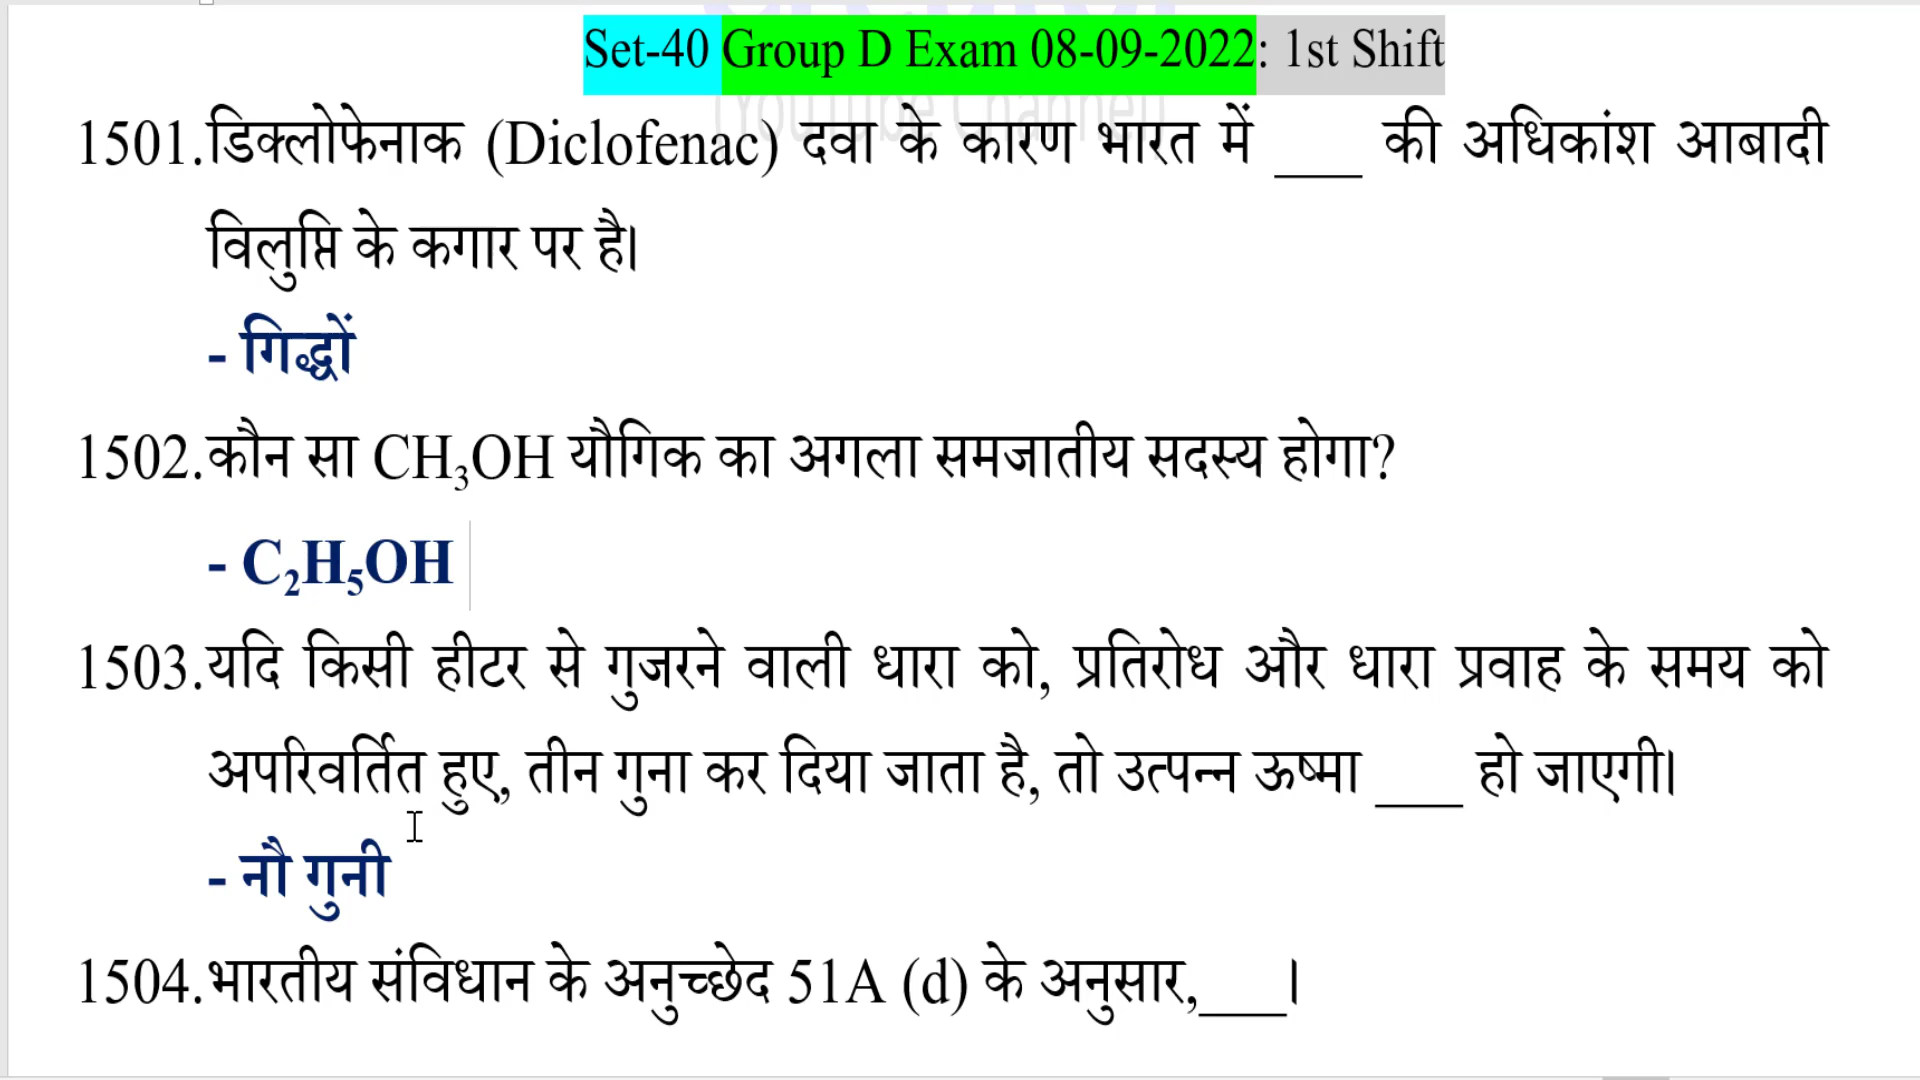 Set-40 Group D Exam 08-09-2022: 1st Shift
(YouTube Channel)
1501.डिक्लोफेनाक (Diclofenac) दवा के कारण भारत में ___ की अधिकांश आबादी
विलुप्ति के कगार पर है।
- गिद्धों
1502.कौन सा CH₃OH यौगिक का अगला समजातीय सदस्य होगा?
- C₂H₅OH
1503.यदि किसी हीटर से गुजरने वाली धारा को, प्रतिरोध और धारा प्रवाह के समय को
अपरिवर्तित हुए, तीन गुना कर दिया जाता है, तो उत्पन्न ऊष्मा ___ हो जाएगी।
- नौ गुनी
1504.भारतीय संविधान के अनुच्छेद 51A (d) के अनुसार,___।